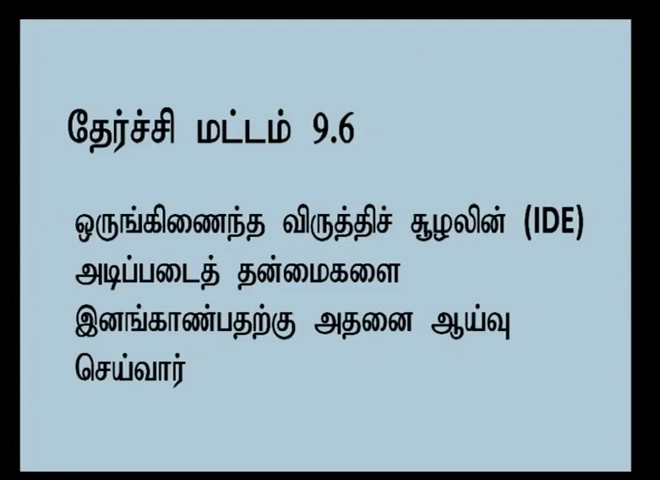 தேர்ச்சி மட்டம் 9.6
ஒருங்கிணைந்த விருத்திச் சூழலின் (IDE)
அடிப்படைத் தன்மைகளை
இனங்காண்பதற்கு அதனை ஆய்வு
செய்வார்